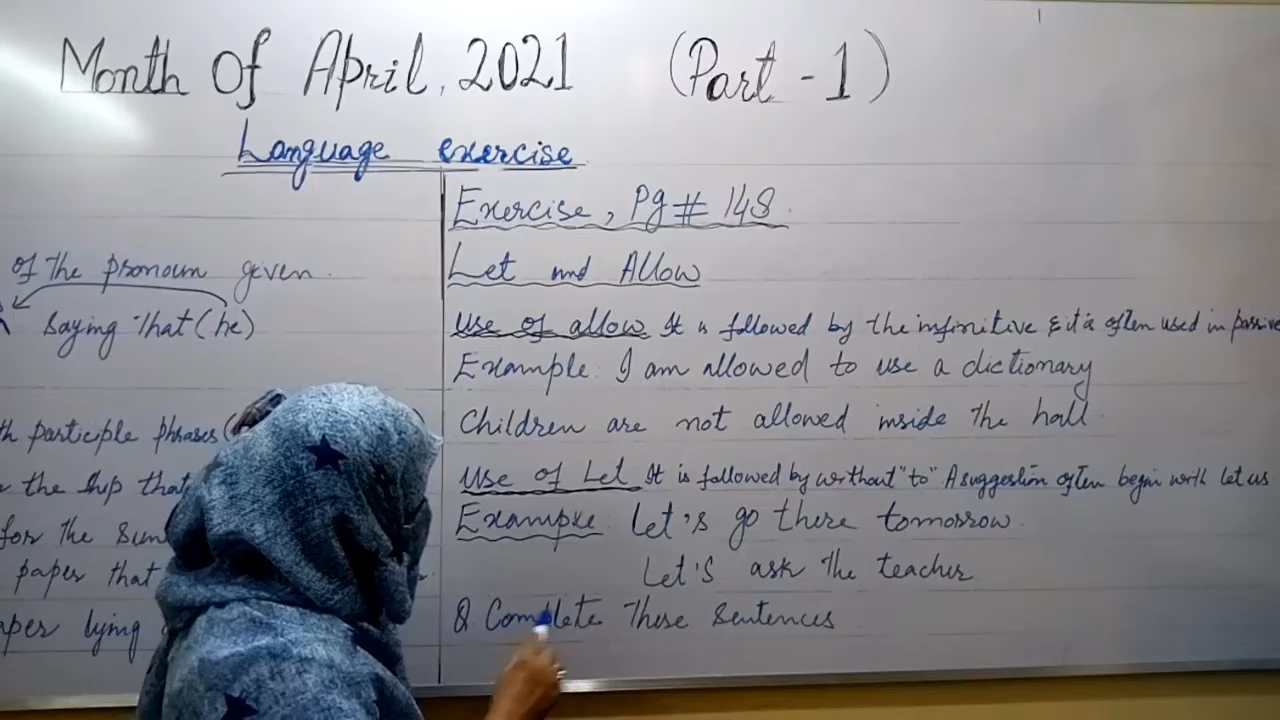 Month Of April, 2021 (Part -1)
Language exercise
of the pronoun given.
saying that (he)
participle phrases
the ship that
for the
paper that
lying
Exercise, Pg # 148.
Let and Allow
Use of allow It is followed by the infinitive & it is often used in passive
Example: I am allowed to use a dictionary
Children are not allowed inside the hall.
Use of Let It is followed by without "to" A suggestion often begin with let us
Example: Let's go there tomorrow.
Let's ask the teacher
Q Complete These Sentences